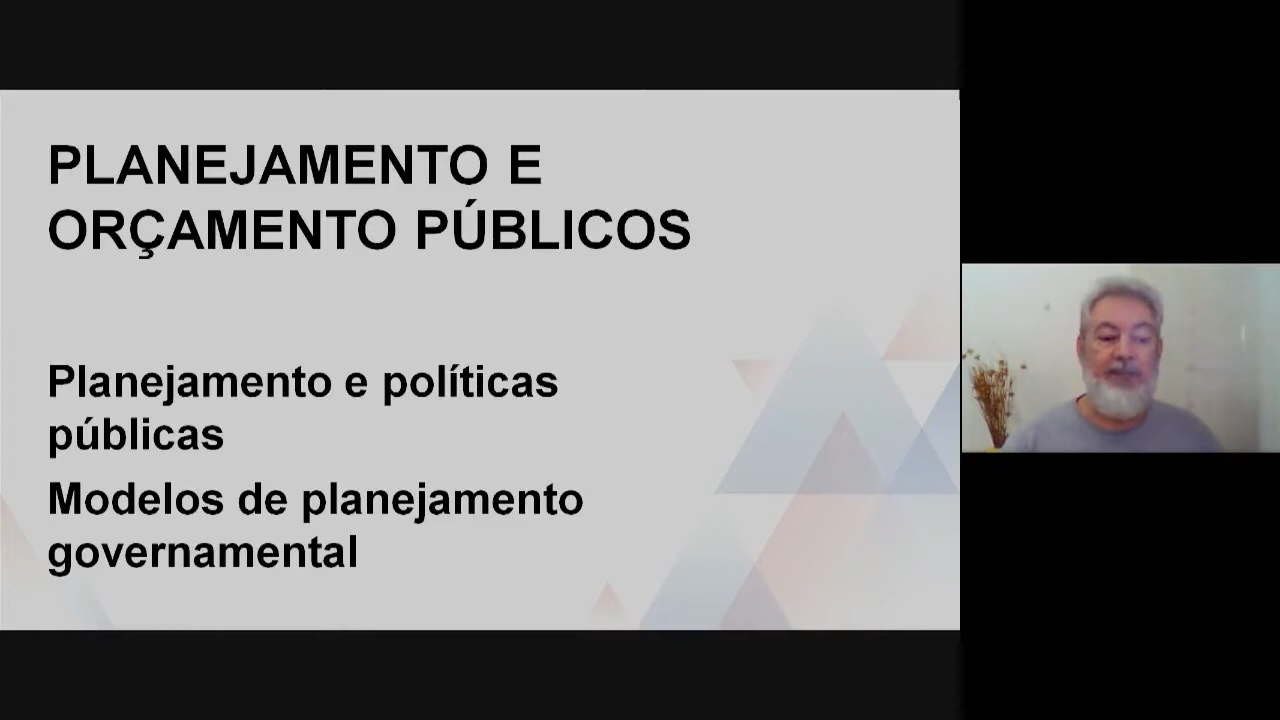 PLANEJAMENTO E
ORÇAMENTO PÚBLICOS
Planejamento e políticas
públicas
Modelos de planejamento
governamental